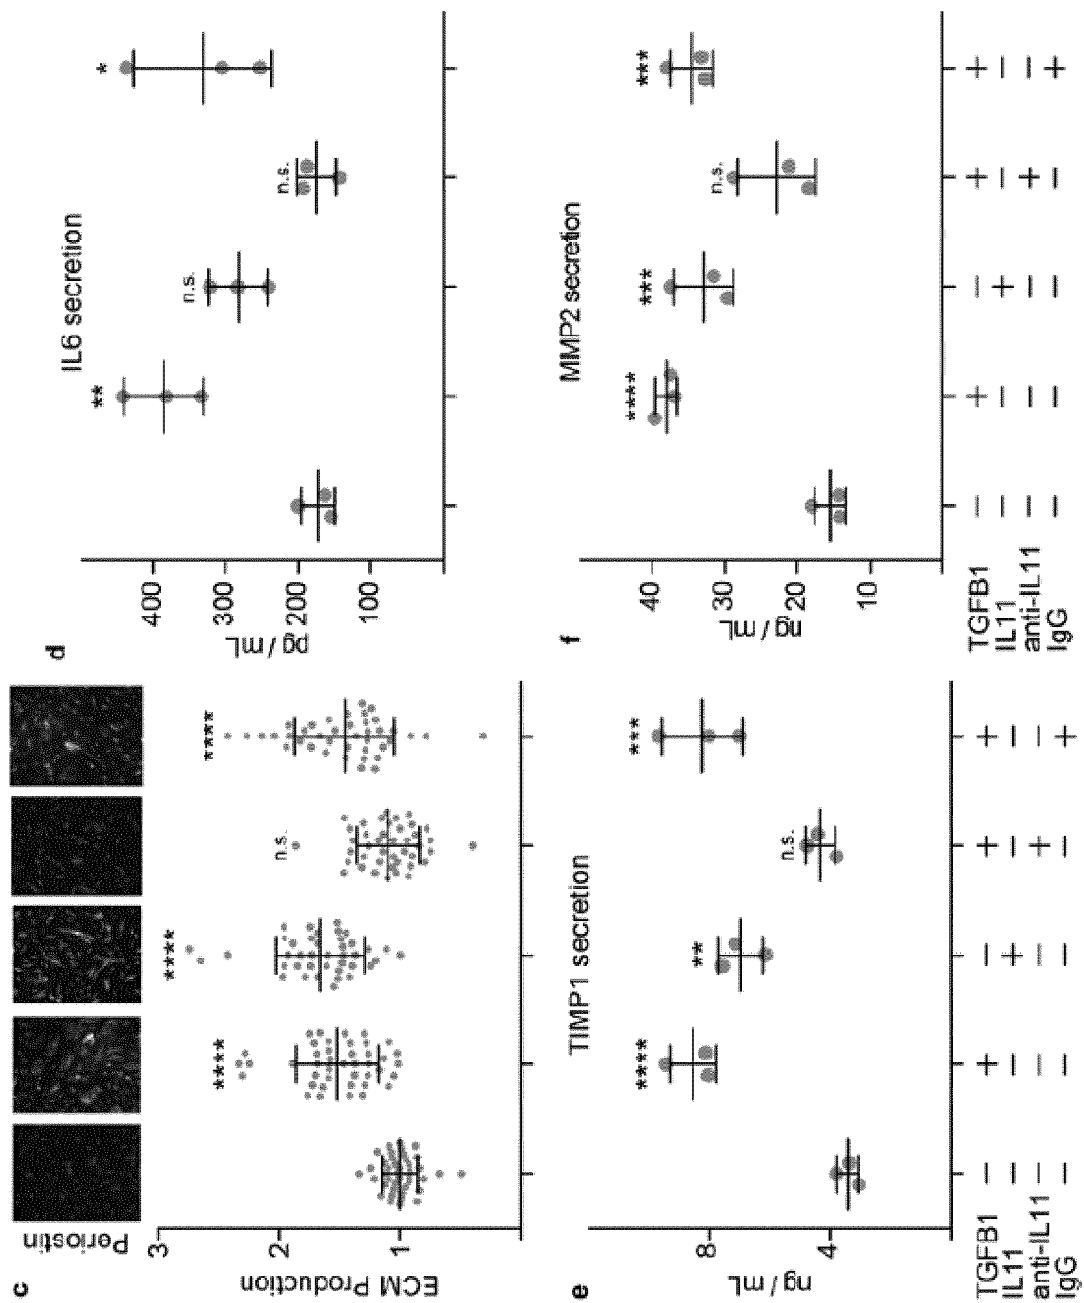 c
Periostin
ECM Production
3
2
1
****
****
n.s.
****
d
IL6 secretion
pg / mL
400
300
200
100
**
n.s.
n.s.
*
e
TIMP1 secretion
ng / mL
8
4
****
**
n.s.
***
TGFB1 − + − + +
IL11 − − + − −
anti-IL11 − − − + −
IgG − − − − +
f
MMP2 secretion
ng / mL
40
30
20
10
****
***
n.s.
***
TGFB1 − + − + +
IL11 − − + − −
anti-IL11 − − − + −
IgG − − − − +